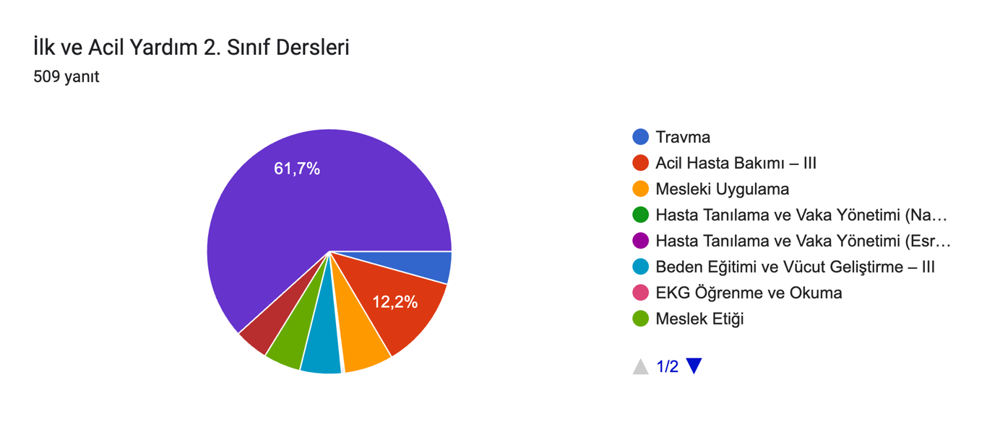 İlk ve Acil Yardım 2. Sınıf Dersleri
509 yanıt
61,7%
12,2%
Travma
Acil Hasta Bakımı – III
Mesleki Uygulama
Hasta Tanılama ve Vaka Yönetimi (Na…
Hasta Tanılama ve Vaka Yönetimi (Esr…
Beden Eğitimi ve Vücut Geliştirme – III
EKG Öğrenme ve Okuma
Meslek Etiği
1/2